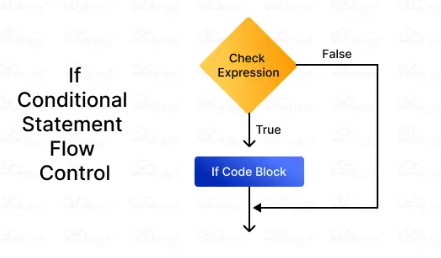 If
Conditional
Statement
Flow
Control
Check
Expression
False
True
If Code Block